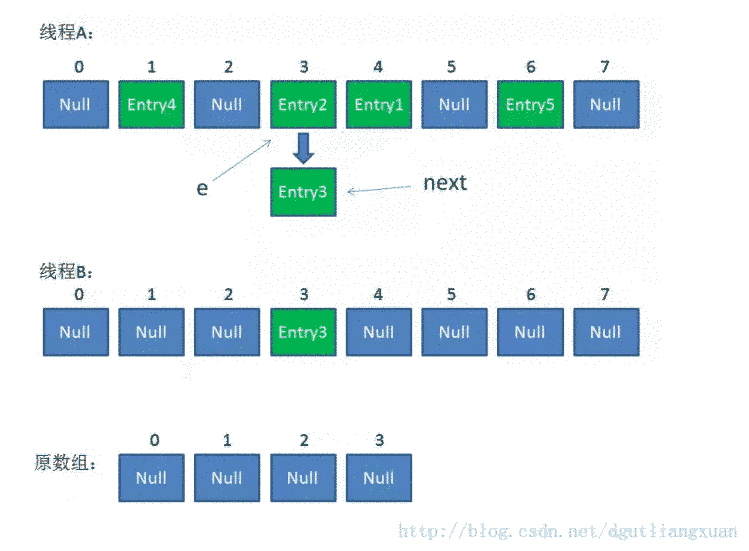 线程A:
0 1 2 3 4 5 6 7
Null Entry4 Null Entry2 Entry1 Null Entry5 Null
e Entry3 next
线程B:
0 1 2 3 4 5 6 7
Null Null Null Entry3 Null Null Null Null
0 1 2 3
原数组: Null Null Null Null
http://blog.csdn.net/dgutliangxuan